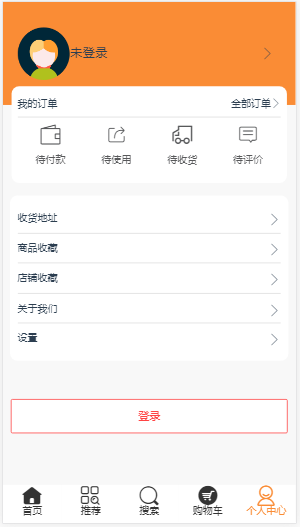 未登录
我的订单 全部订单
待付款 待使用 待收货 待评价
收货地址
商品收藏
店铺收藏
关于我们
设置
登录
首页 推荐 搜索 购物车 个人中心